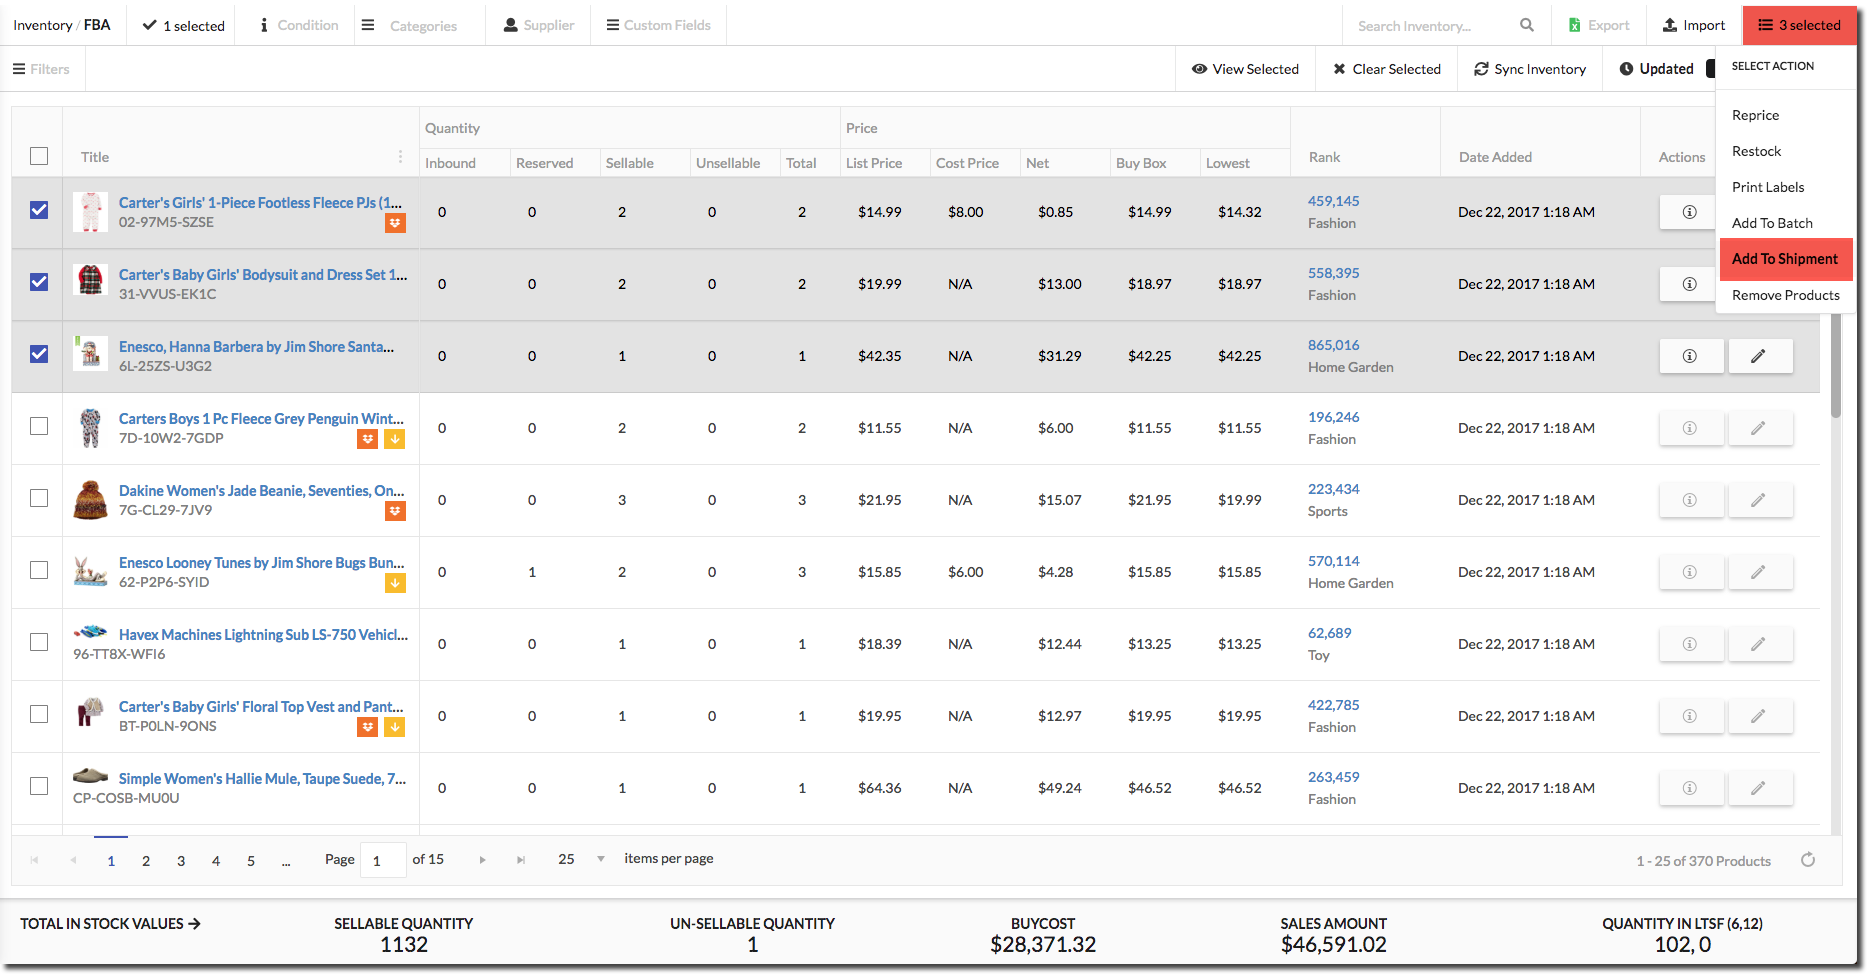 Inventory / FBA
1 selected
Condition
Categories
Supplier
Custom Fields
Search Inventory...
Export
Import
3 selected
Filters
View Selected
Clear Selected
Sync Inventory
Updated
SELECT ACTION
Reprice
Restock
Print Labels
Add To Batch
Add To Shipment
Remove Products
Quantity Price
Title Inbound Reserved Sellable Unsellable Total List Price Cost Price Net Buy Box Lowest Rank Date Added Actions
Carter's Girls' 1-Piece Footless Fleece PJs (1...
02-97M5-SZSE
0 0 2 0 2 $14.99 $8.00 $0.85 $14.99 $14.32
459,145
Fashion
Dec 22, 2017 1:18 AM
Carter's Baby Girls' Bodysuit and Dress Set 1...
31-VVUS-EK1C
0 0 2 0 2 $19.99 N/A $13.00 $18.97 $18.97
558,395
Fashion
Dec 22, 2017 1:18 AM
Enesco, Hanna Barbera by Jim Shore Santa...
6L-25ZS-U3G2
0 0 1 0 1 $42.35 N/A $31.29 $42.25 $42.25
865,016
Home Garden
Dec 22, 2017 1:18 AM
Carters Boys 1 Pc Fleece Grey Penguin Wint...
7D-10W2-7GDP
0 0 2 0 2 $11.55 N/A $6.00 $11.55 $11.55
196,246
Fashion
Dec 22, 2017 1:18 AM
Dakine Women's Jade Beanie, Seventies, On...
7G-CL29-7JV9
0 0 3 0 3 $21.95 N/A $15.07 $21.95 $19.99
223,434
Sports
Dec 22, 2017 1:18 AM
Enesco Looney Tunes by Jim Shore Bugs Bun...
62-P2P6-SYID
0 1 2 0 3 $15.85 $6.00 $4.28 $15.85 $15.85
570,114
Home Garden
Dec 22, 2017 1:18 AM
Havex Machines Lightning Sub LS-750 Vehicl...
96-TT8X-WFI6
0 0 1 0 1 $18.39 N/A $12.44 $13.25 $13.25
62,689
Toy
Dec 22, 2017 1:18 AM
Carter's Baby Girls' Floral Top Vest and Pant...
BT-P0LN-9ONS
0 0 1 0 1 $19.95 N/A $12.97 $19.95 $19.95
422,785
Fashion
Dec 22, 2017 1:18 AM
Simple Women's Hallie Mule, Taupe Suede, 7...
CP-COSB-MU0U
0 0 1 0 1 $64.36 N/A $49.24 $46.52 $46.52
263,459
Fashion
Dec 22, 2017 1:18 AM
1 2 3 4 5 ... Page 1 of 15 25 items per page 1 - 25 of 370 Products
TOTAL IN STOCK VALUES
SELLABLE QUANTITY
1132
UN-SELLABLE QUANTITY
1
BUYCOST
$28,371.32
SALES AMOUNT
$46,591.02
QUANTITY IN LTSF (6,12)
102, 0